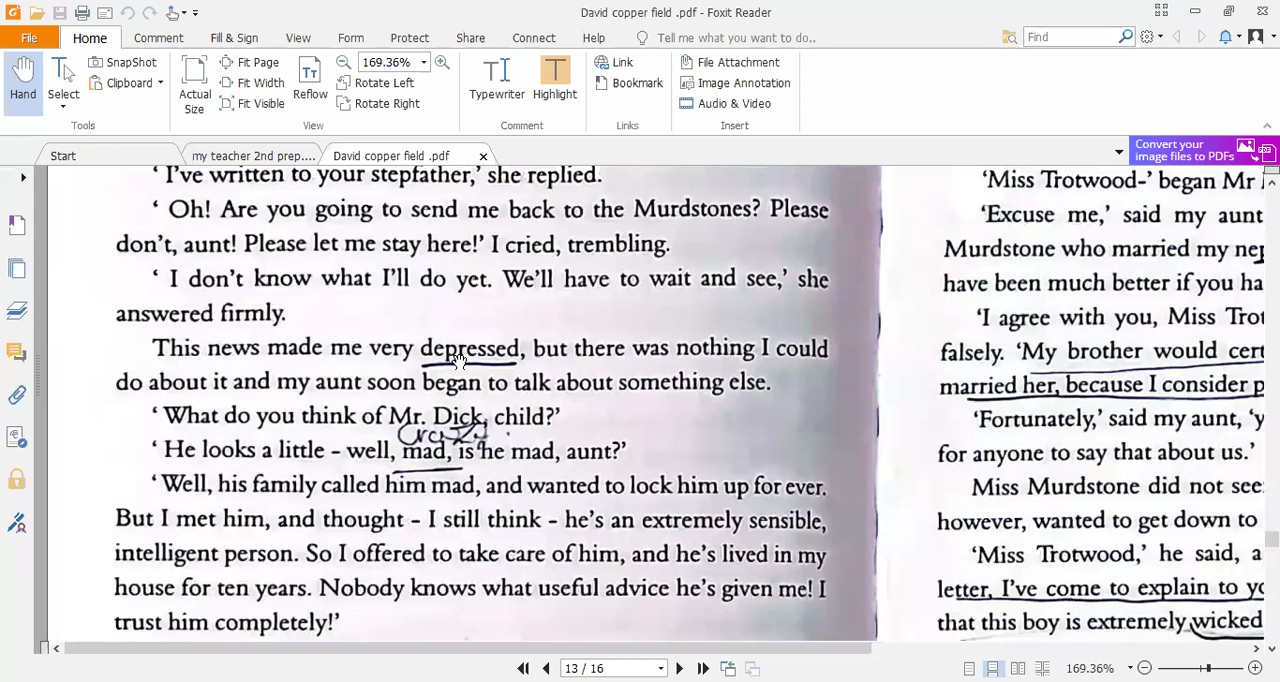 David copper field .pdf - Foxit Reader
File Home Comment Fill & Sign View Form Protect Share Connect Help Tell me what you want to do.. Find
Hand Select SnapShot Clipboard Actual Size Fit Page Fit Width Fit Visible Reflow 169.36% Rotate Left Rotate Right Typewriter Highlight Link Bookmark File Attachment Image Annotation Audio & Video
Tools View Comment Links Insert
Start my teacher 2nd prep.... David copper field .pdf Convert your image files to PDFs
‘ I’ve written to your stepfather,’ she replied.
‘ Oh! Are you going to send me back to the Murdstones? Please
don’t, aunt! Please let me stay here!’ I cried, trembling.
‘ I don’t know what I’ll do yet. We’ll have to wait and see,’ she
answered firmly.
This news made me very depressed, but there was nothing I could
do about it and my aunt soon began to talk about something else.
‘ What do you think of Mr. Dick, child?’
crazy
‘ He looks a little – well, mad, is he mad, aunt?’
‘ Well, his family called him mad, and wanted to lock him up for ever.
But I met him, and thought – I still think – he’s an extremely sensible,
intelligent person. So I offered to take care of him, and he’s lived in my
house for ten years. Nobody knows what useful advice he’s given me! I
trust him completely!’
‘Miss Trotwood-’ began Mr
‘Excuse me,’ said my aunt
Murdstone who married my nep
have been much better if you ha
‘I agree with you, Miss Trot
falsely. ‘My brother would cert
married her, because I consider p
‘Fortunately,’ said my aunt, ‘y
for anyone to say that about us.’
Miss Murdstone did not see
however, wanted to get down to
‘Miss Trotwood,’ he said, a
letter, I’ve come to explain to yo
that this boy is extremely wicked
13 / 16 169.36%